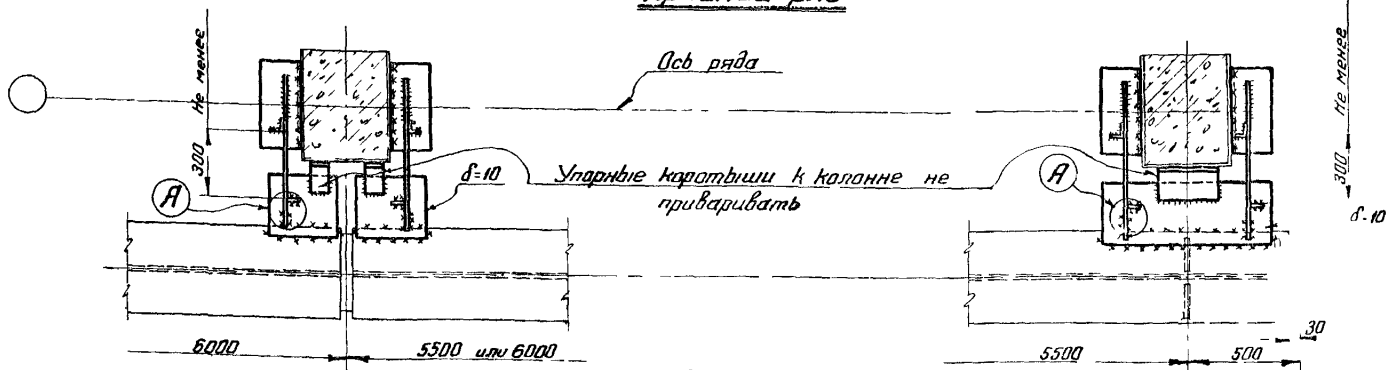 Ось ряда
Не менее
300
А
δ=10
Упорные коротыши к колонне не
приваривать
А
Не менее
300
δ-10
6000
5500 или 6000
5500
500
30